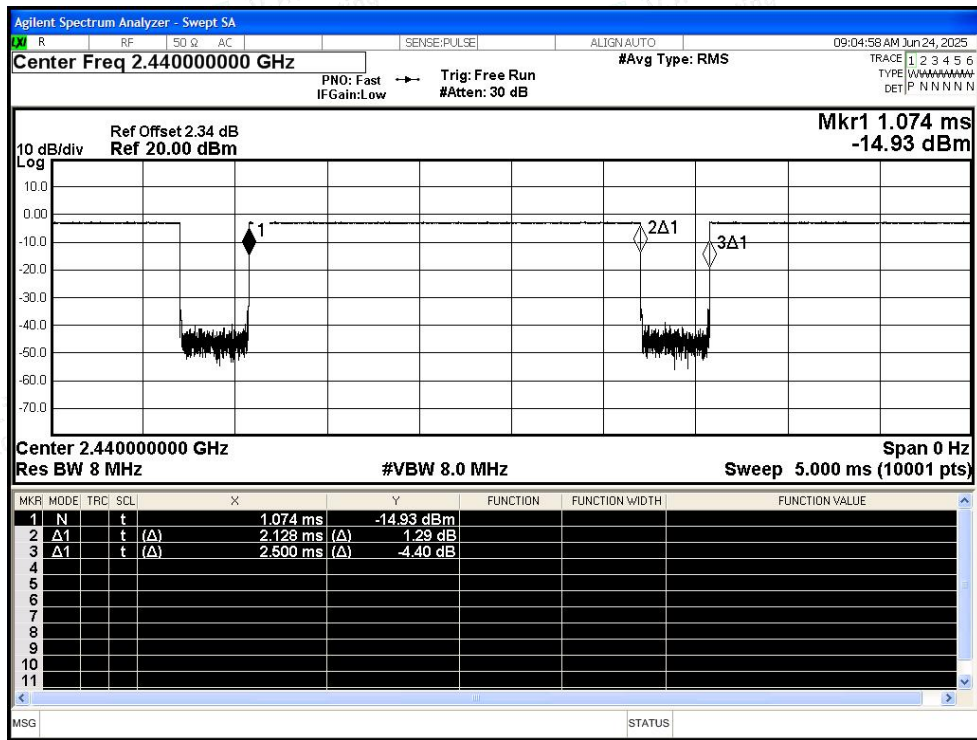 Agilent Spectrum Analyzer - Swept SA
LXI R RF 50 Ω AC SENSE:PULSE ALIGN AUTO 09:04:58 AM Jun 24, 2025
Center Freq 2.440000000 GHz #Avg Type: RMS TRACE 1 2 3 4 5 6
PNO: Fast Trig: Free Run TYPE WWWWWW
IFGain:Low #Atten: 30 dB DET P N N N N N
Mkr1 1.074 ms
Ref Offset 2.34 dB
10 dB/div Ref 20.00 dBm -14.93 dBm
Log
10.0
0.00
1 2Δ1
-10.0 3Δ1
-20.0
-30.0
-40.0
-50.0
-60.0
-70.0
Center 2.440000000 GHz Span 0 Hz
Res BW 8 MHz #VBW 8.0 MHz Sweep 5.000 ms (10001 pts)
MKR MODE TRC SCL X Y FUNCTION FUNCTION WIDTH FUNCTION VALUE
1 N t 1.074 ms -14.93 dBm
2 Δ1 t (Δ) 2.128 ms (Δ) 1.29 dB
3 Δ1 t (Δ) 2.500 ms (Δ) -4.40 dB
4
5
6
7
8
9
10
11
MSG STATUS